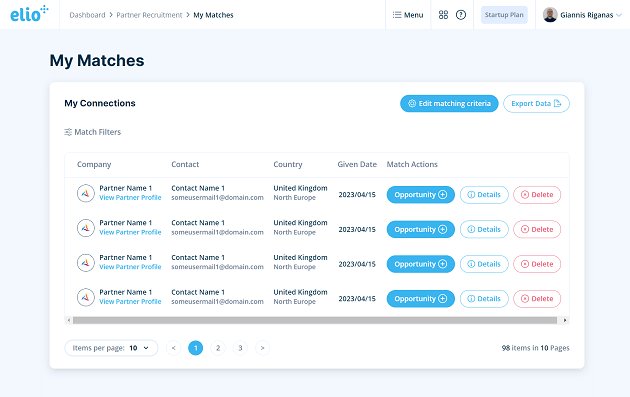 elio
Dashboard > Partner Recruitment > My Matches
Menu
Startup Plan
Giannis Riganas
My Matches
My Connections
Edit matching criteria
Export Data
Match Filters
Company Contact Country Given Date Match Actions
Partner Name 1 Contact Name 1 United Kingdom 2023/04/15 Opportunity Details Delete
View Partner Profile someusermail1@domain.com North Europe
Partner Name 1 Contact Name 1 United Kingdom 2023/04/15 Opportunity Details Delete
View Partner Profile someusermail1@domain.com North Europe
Partner Name 1 Contact Name 1 United Kingdom 2023/04/15 Opportunity Details Delete
View Partner Profile someusermail1@domain.com North Europe
Partner Name 1 Contact Name 1 United Kingdom 2023/04/15 Opportunity Details Delete
View Partner Profile someusermail1@domain.com North Europe
Items per page: 10 < 1 2 3 > 98 items in 10 Pages